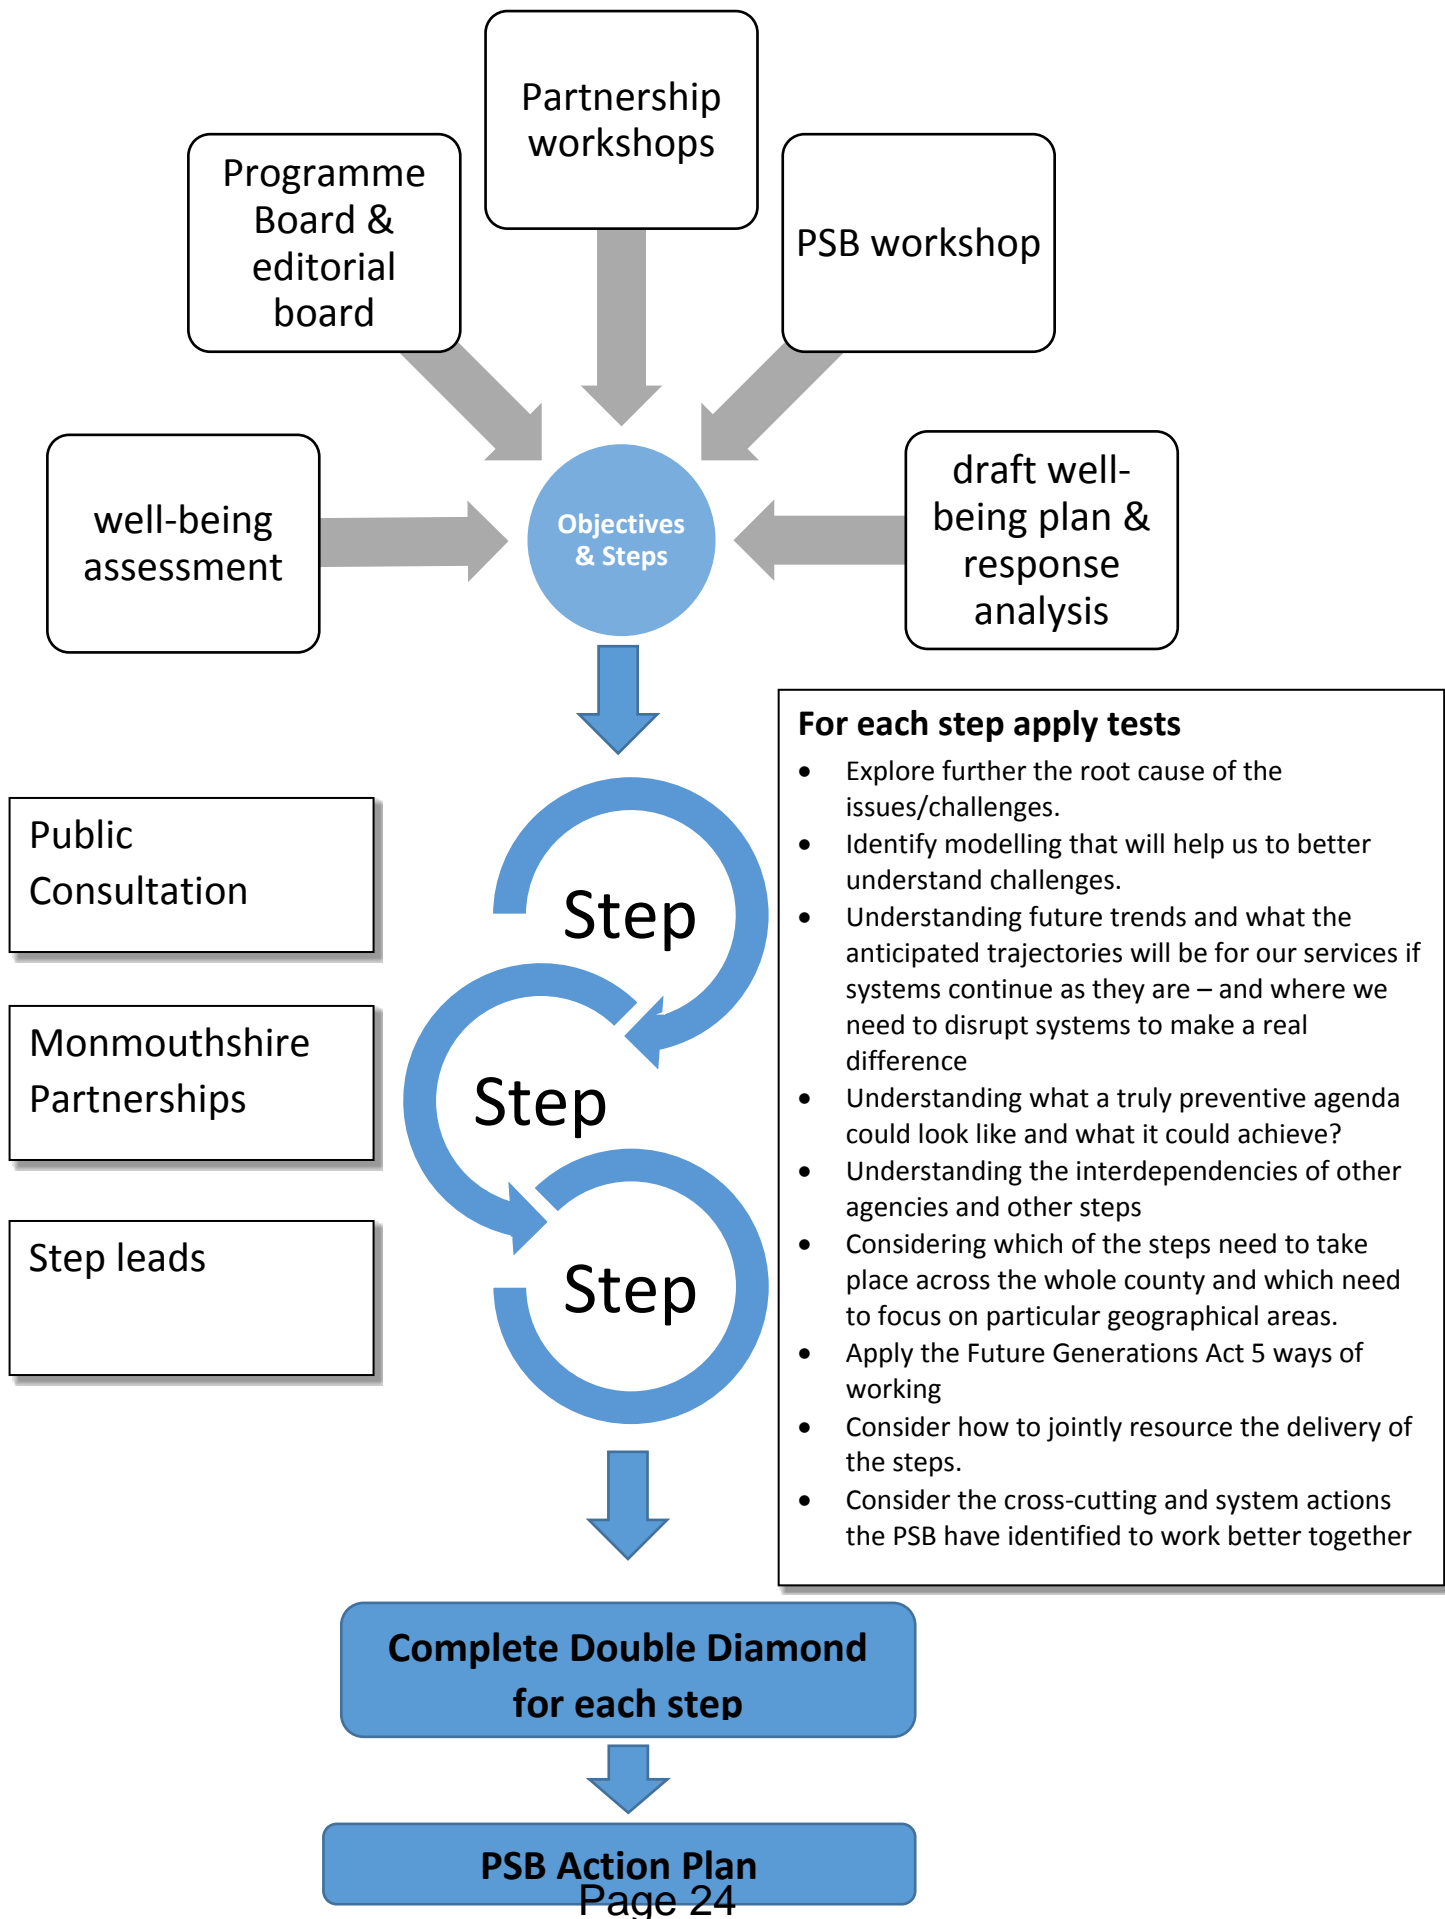 Partnership
workshops
Programme
Board &
editorial
board
PSB workshop
well-being
assessment
Objectives
& Steps
draft well-
being plan &
response
analysis
Public
Consultation
Monmouthshire
Partnerships
Step leads
Step
Step
Step
For each step apply tests
• Explore further the root cause of the
issues/challenges.
• Identify modelling that will help us to better
understand challenges.
• Understanding future trends and what the
anticipated trajectories will be for our services if
systems continue as they are – and where we
need to disrupt systems to make a real
difference
• Understanding what a truly preventive agenda
could look like and what it could achieve?
• Understanding the interdependencies of other
agencies and other steps
• Considering which of the steps need to take
place across the whole county and which need
to focus on particular geographical areas.
• Apply the Future Generations Act 5 ways of
working
• Consider how to jointly resource the delivery of
the steps.
• Consider the cross-cutting and system actions
the PSB have identified to work better together
Complete Double Diamond
for each step
PSB Action Plan
Page 24